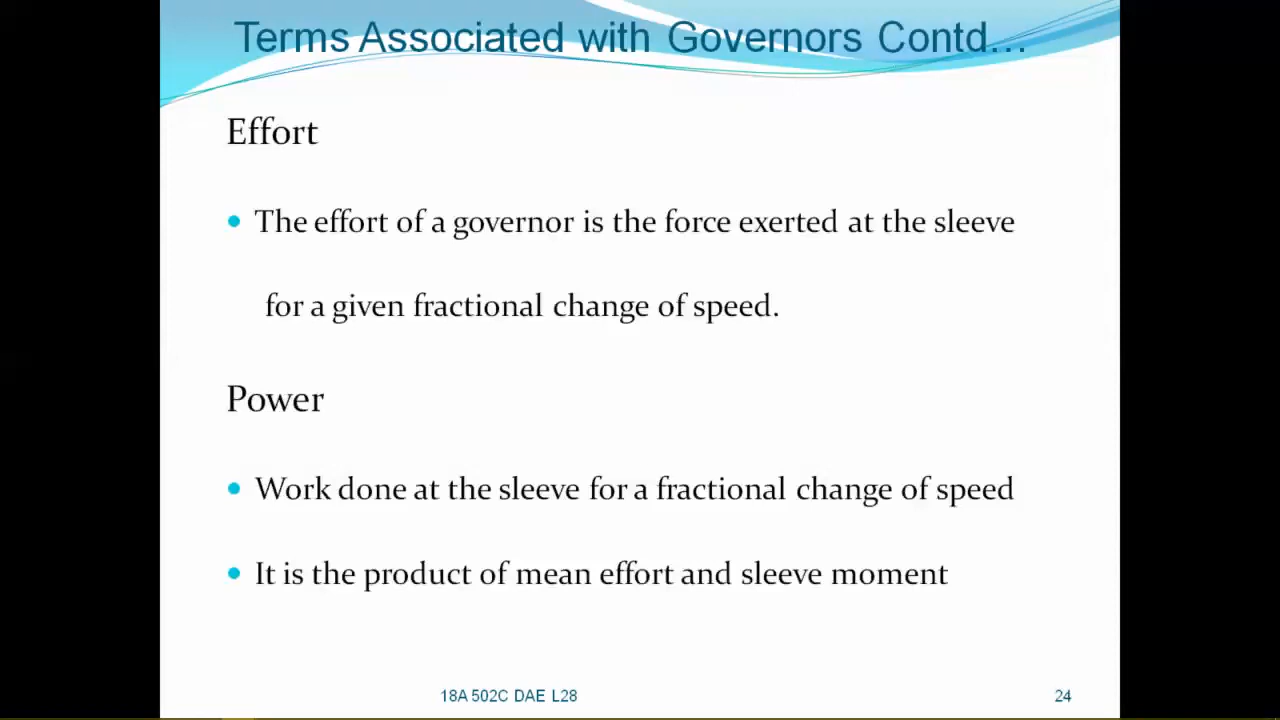 Terms Associated with Governors Contd...
Effort
• The effort of a governor is the force exerted at the sleeve
for a given fractional change of speed.
Power
• Work done at the sleeve for a fractional change of speed
• It is the product of mean effort and sleeve moment
18A 502C DAE L28
24